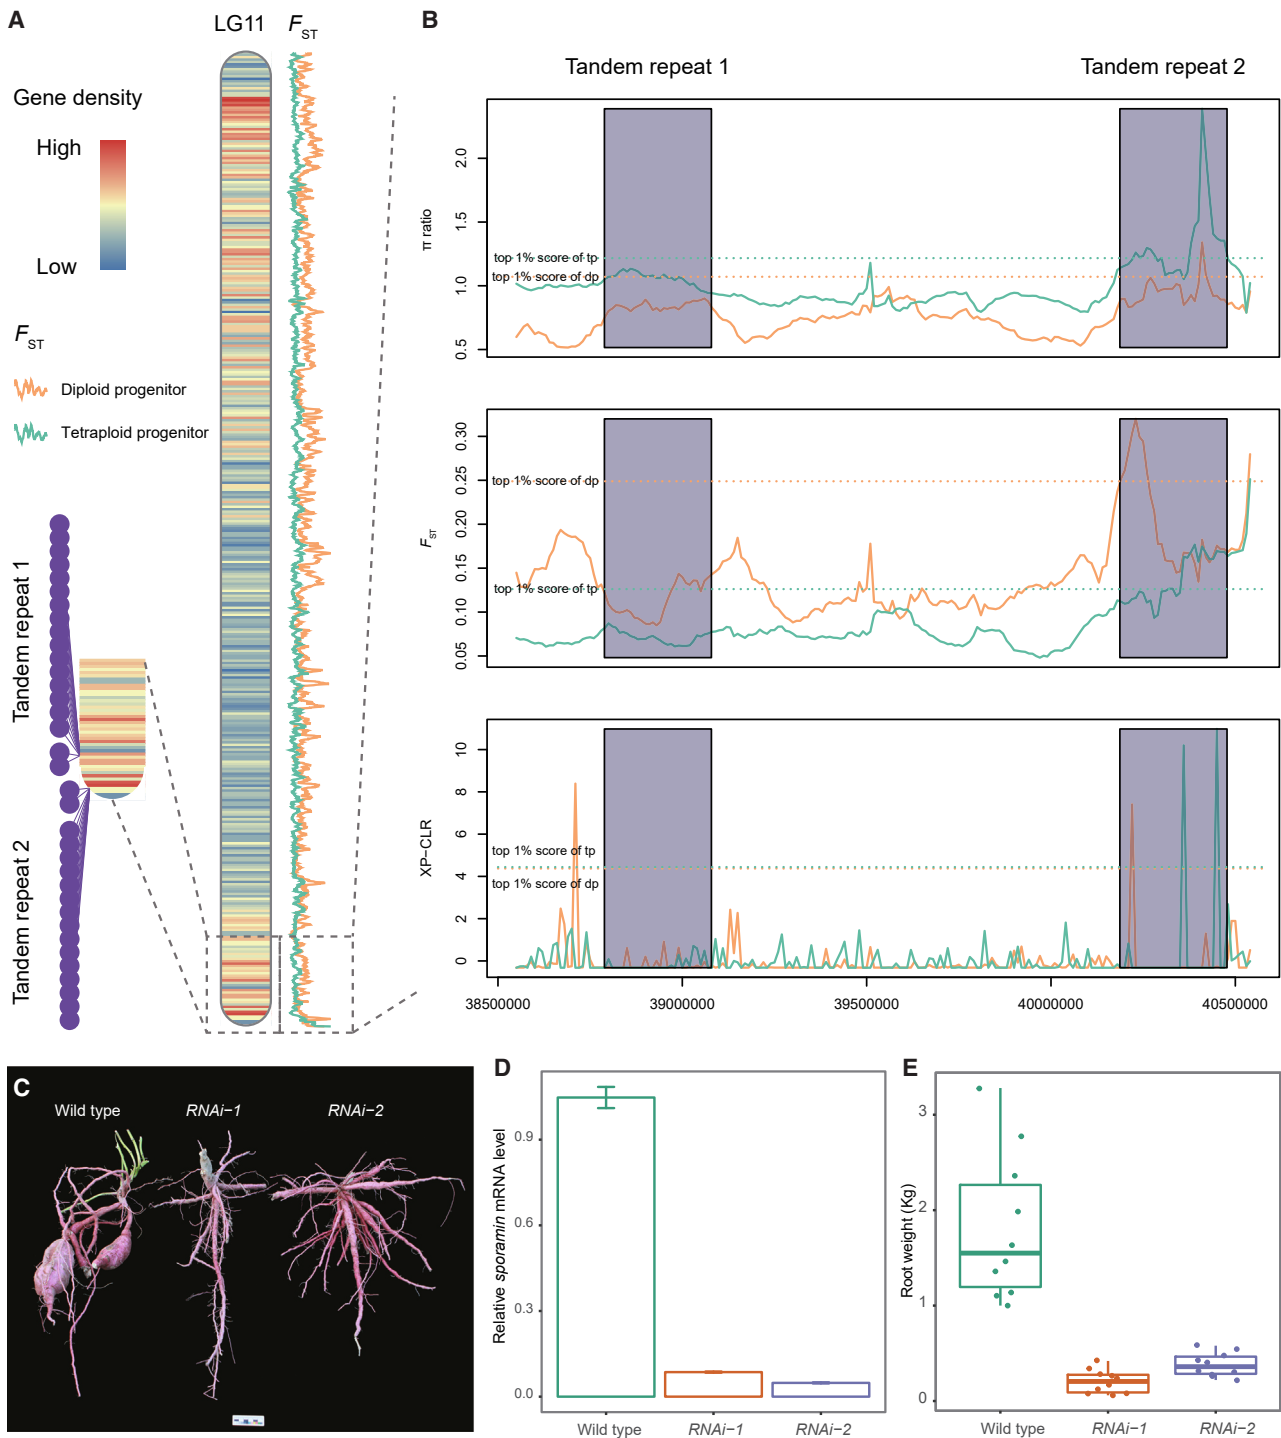 A
LG11
FST
Gene density
High
Low
FST
Diploid progenitor
Tetraploid progenitor
Tandem repeat 1
Tandem repeat 2
B
Tandem repeat 1
Tandem repeat 2
π ratio
2.0
1.5
1.0
0.5
top 1% score of tp
top 1% score of dp
FST
0.30
0.25
0.20
0.15
0.10
0.05
top 1% score of dp
top 1% score of tp
XP−CLR
10
8
6
4
2
0
top 1% score of tp
top 1% score of dp
38500000
39000000
39500000
40000000
40500000
C
Wild type
RNAi−1
RNAi−2
D
Relative sporamin mRNA level
0.9
0.6
0.3
0.0
Wild type
RNAi−1
RNAi−2
E
Root weight (Kg)
3
2
1
0
Wild type
RNAi−1
RNAi−2